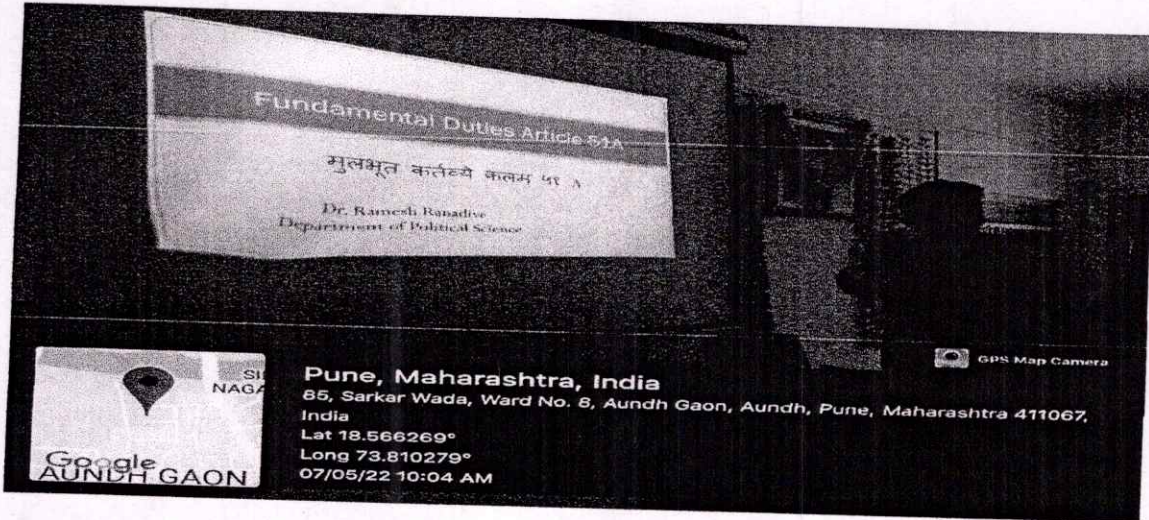 Fundamental Duties Article 51A
मुलभूत कर्तव्ये कलम ५१ A
Dr. Ramesh Ranadive
Department of Political Science
GPS Map Camera
NAGA
Google
AUNDH GAON
Pune, Maharashtra, India
85, Sarkar Wada, Ward No. 8, Aundh Gaon, Aundh, Pune, Maharashtra 411067,
India
Lat 18.566269°
Long 73.810279°
07/05/22 10:04 AM